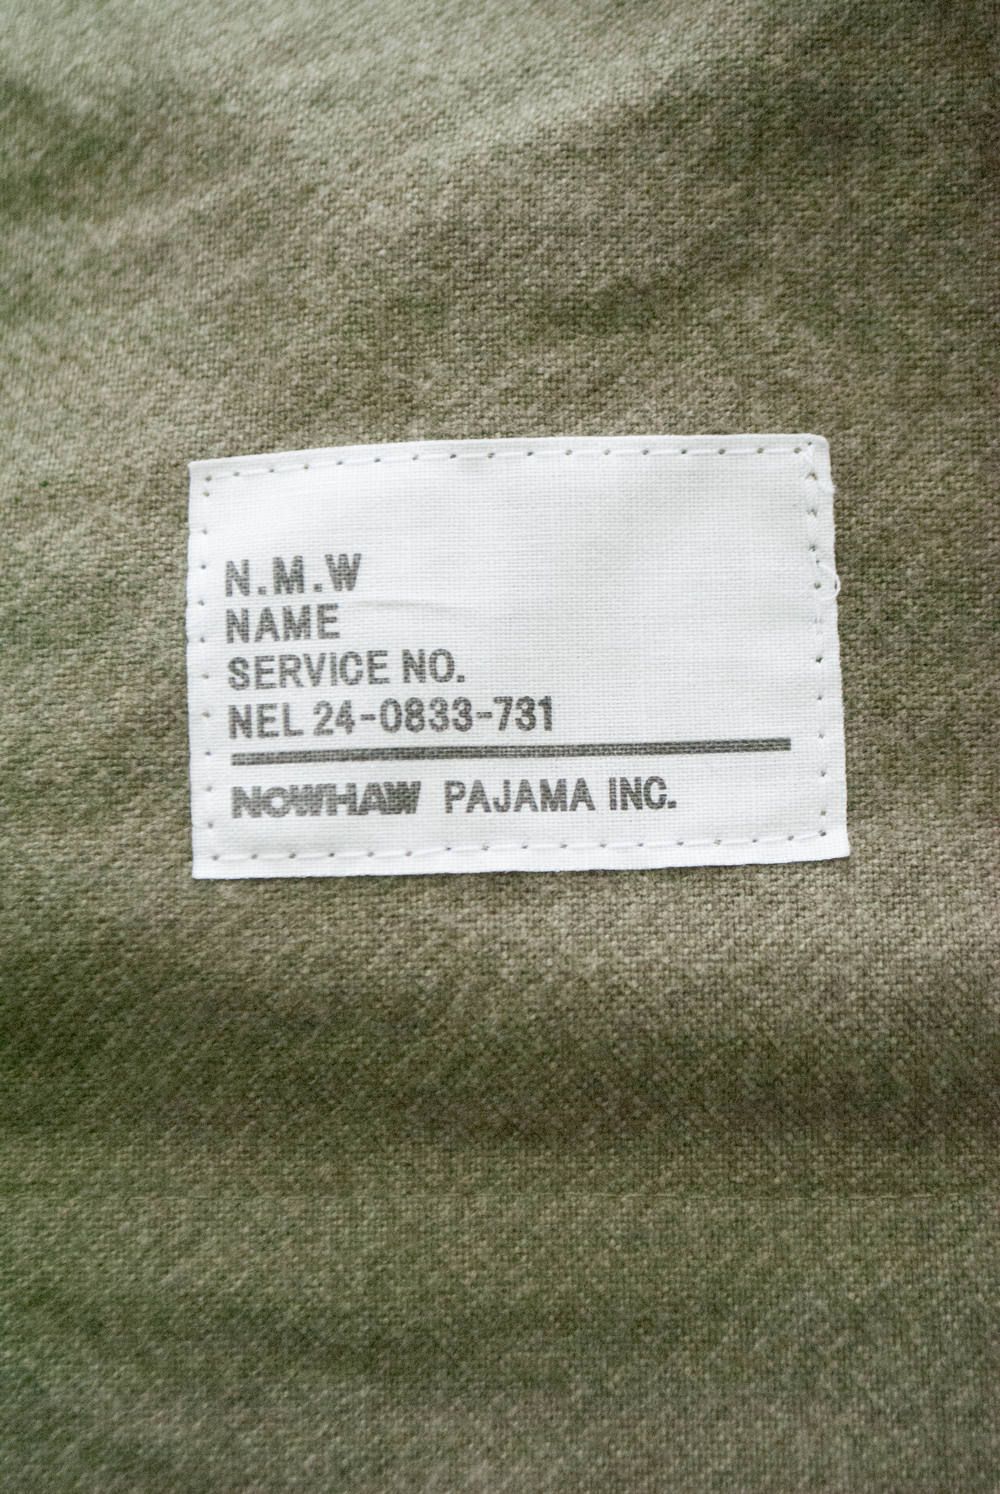 N.M.W
NAME
SERVICE NO.
NEL 24-0833-731
NOWHAW PAJAMA INC.